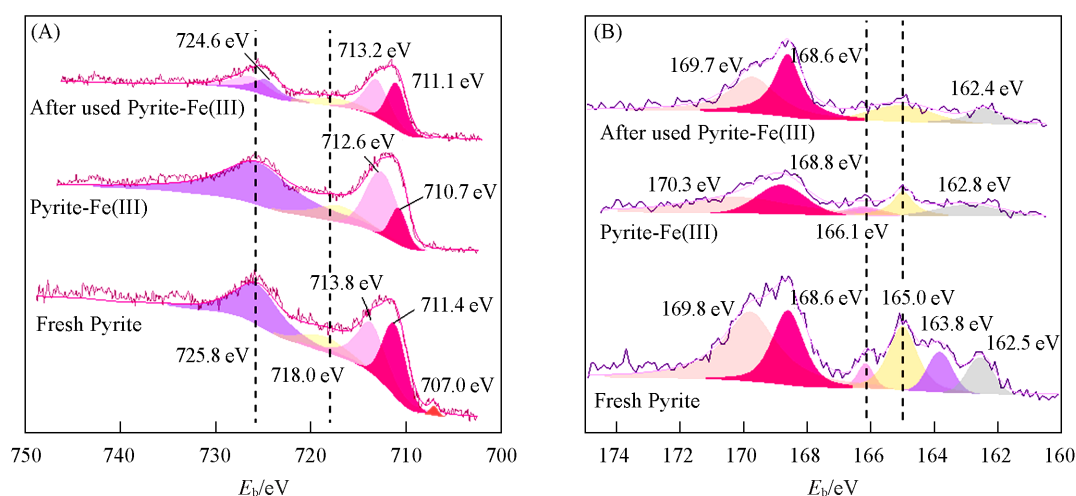 (A)
724.6 eV
713.2 eV
711.1 eV
After used Pyrite-Fe(III)
712.6 eV
710.7 eV
Pyrite-Fe(III)
713.8 eV
711.4 eV
Fresh Pyrite
725.8 eV
718.0 eV
707.0 eV
750 740 730 720 710 700
Eb/eV
(B)
169.7 eV
168.6 eV
162.4 eV
After used Pyrite-Fe(III)
168.8 eV
170.3 eV
162.8 eV
Pyrite-Fe(III)
166.1 eV
169.8 eV
168.6 eV
165.0 eV
163.8 eV
162.5 eV
Fresh Pyrite
174 172 170 168 166 164 162 160
Eb/eV